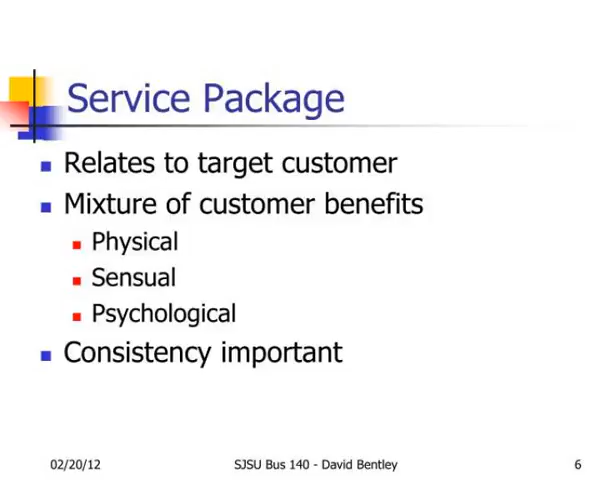 Service Package
Relates to target customer
Mixture of customer benefits
Physical
Sensual
Psychological
Consistency important
02/20/12 SJSU Bus 140 - David Bentley 6